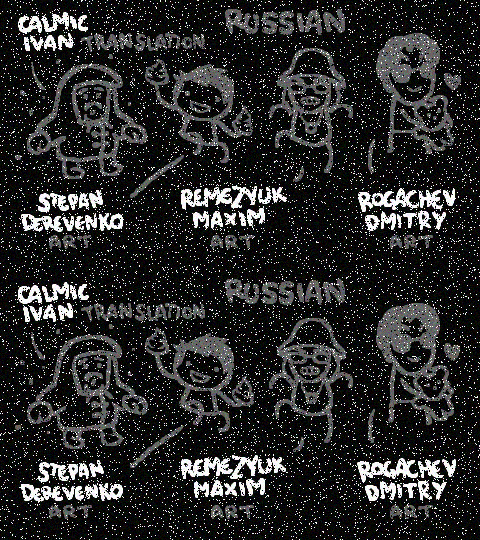 RUSSIAN
CALMIC
IVAN TRANSLATION
STEPAN
DEREVENKO
ART
REMEZYUK
MAXIM
ART
ROGACHEV
DMITRY
ART
RUSSIAN
CALMIC
IVAN TRANSLATION
STEPAN
DEREVENKO
ART
REMEZYUK
MAXIM
ART
ROGACHEV
DMITRY
ART